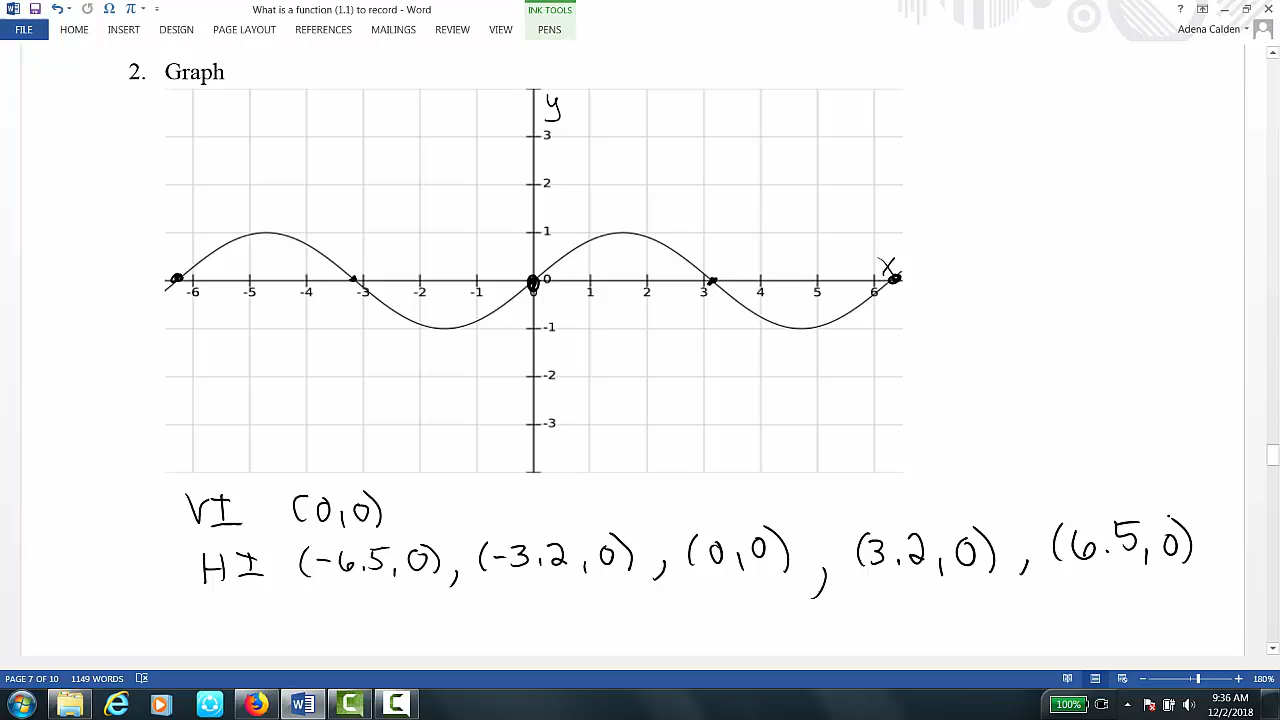 What is a function (1.1) to record - Word
INK TOOLS
FILE HOME INSERT DESIGN PAGE LAYOUT REFERENCES MAILINGS REVIEW VIEW PENS
Adena Calden
2. Graph
y
3
2
1
x
0
-6 -5 -4 -3 -2 -1 0 1 2 3 4 5 6
-1
-2
-3
VI (0,0)
HI (-6.5,0), (-3.2,0), (0,0), (3.2,0), (6.5,0)
PAGE 7 OF 10 1149 WORDS 180%
100% 9:36 AM
12/2/2018